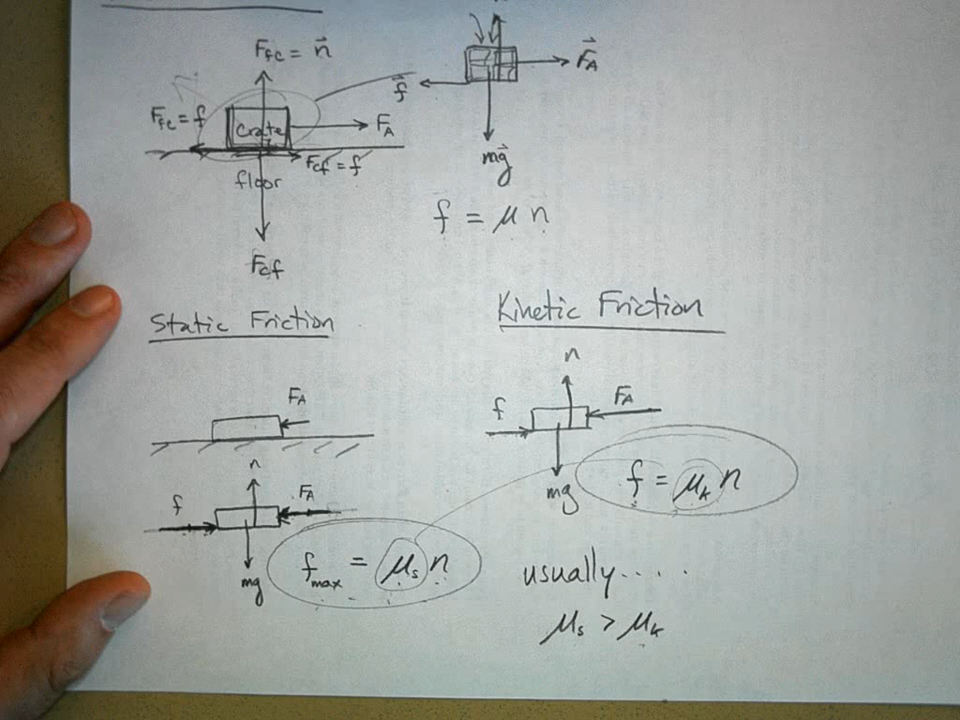 F_fc = n⃗
F_fc = f
crate
F_A
F_cf = f
floor
F_cf
f⃗
F⃗_A
mg⃗
f = μ n
Static Friction
F_A
n
f
F_A
mg
f_max = μ_s n
Kinetic Friction
n
f
F_A
mg
f = μ_k n
usually.....
μ_s > μ_k